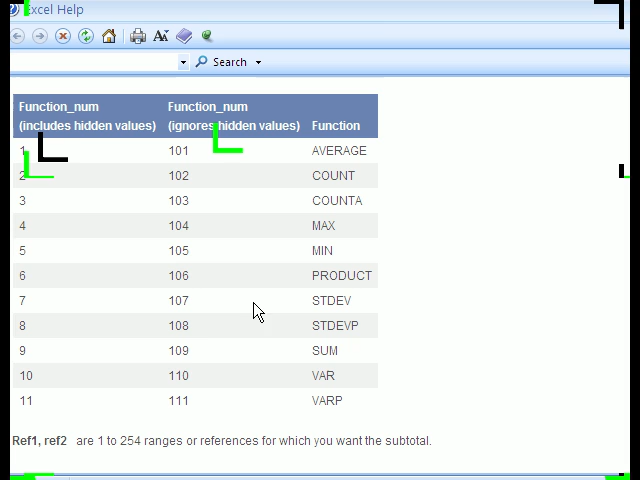 Excel Help
Search
Function_num (includes hidden values) Function_num (ignores hidden values) Function
1 101 AVERAGE
2 102 COUNT
3 103 COUNTA
4 104 MAX
5 105 MIN
6 106 PRODUCT
7 107 STDEV
8 108 STDEVP
9 109 SUM
10 110 VAR
11 111 VARP
Ref1, ref2 are 1 to 254 ranges or references for which you want the subtotal.